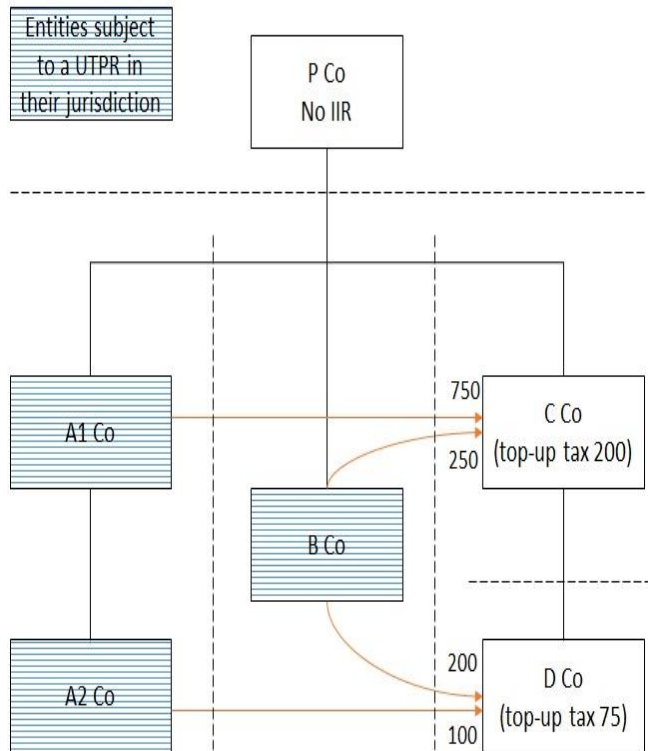 Entities subject
to a UTPR in
their jurisdiction
P Co
No IIR
A1 Co
750
250
C Co
(top-up tax 200)
B Co
A2 Co
200
100
D Co
(top-up tax 75)